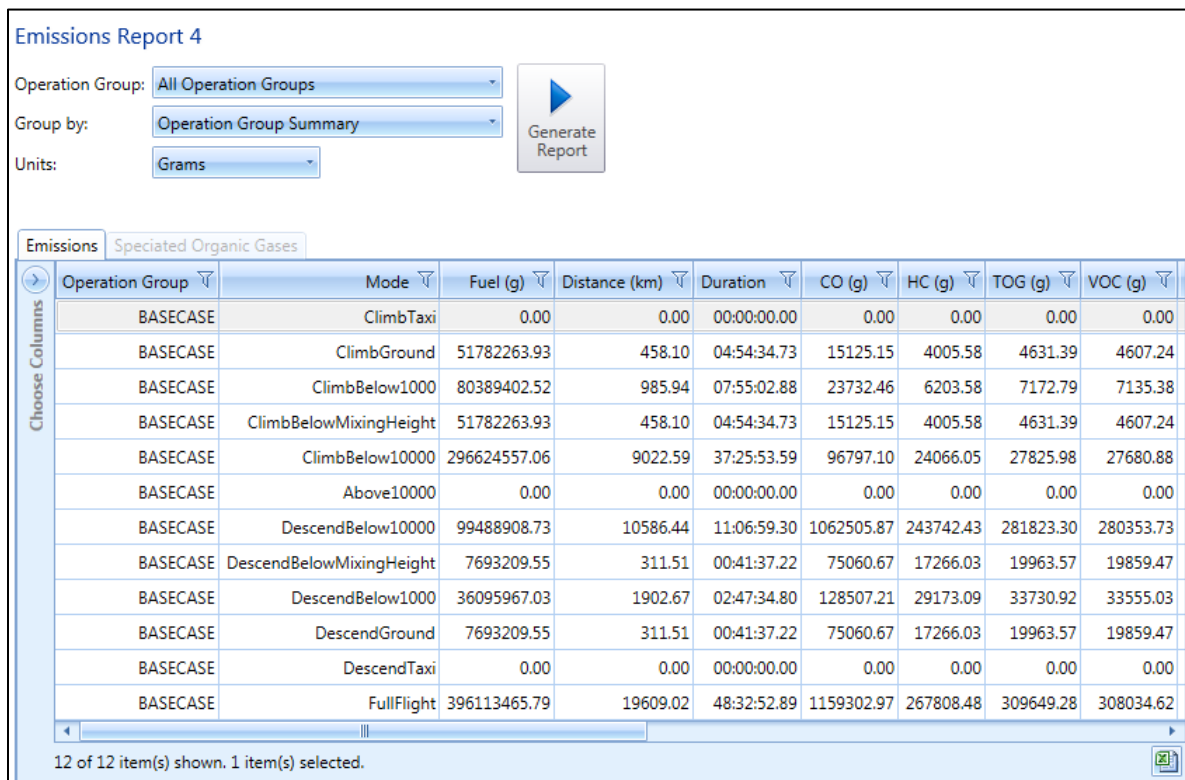 Emissions Report 4
Operation Group: All Operation Groups
Group by: Operation Group Summary
Units: Grams
Generate
Report
Emissions Speciated Organic Gases
Choose Columns
Operation Group Mode Fuel (g) Distance (km) Duration CO (g) HC (g) TOG (g) VOC (g)
BASECASE ClimbTaxi 0.00 0.00 00:00:00.00 0.00 0.00 0.00 0.00
BASECASE ClimbGround 51782263.93 458.10 04:54:34.73 15125.15 4005.58 4631.39 4607.24
BASECASE ClimbBelow1000 80389402.52 985.94 07:55:02.88 23732.46 6203.58 7172.79 7135.38
BASECASE ClimbBelowMixingHeight 51782263.93 458.10 04:54:34.73 15125.15 4005.58 4631.39 4607.24
BASECASE ClimbBelow10000 296624557.06 9022.59 37:25:53.59 96797.10 24066.05 27825.98 27680.88
BASECASE Above10000 0.00 0.00 00:00:00.00 0.00 0.00 0.00 0.00
BASECASE DescendBelow10000 99488908.73 10586.44 11:06:59.30 1062505.87 243742.43 281823.30 280353.73
BASECASE DescendBelowMixingHeight 7693209.55 311.51 00:41:37.22 75060.67 17266.03 19963.57 19859.47
BASECASE DescendBelow1000 36095967.03 1902.67 02:47:34.80 128507.21 29173.09 33730.92 33555.03
BASECASE DescendGround 7693209.55 311.51 00:41:37.22 75060.67 17266.03 19963.57 19859.47
BASECASE DescendTaxi 0.00 0.00 00:00:00.00 0.00 0.00 0.00 0.00
BASECASE FullFlight 396113465.79 19609.02 48:32:52.89 1159302.97 267808.48 309649.28 308034.62
12 of 12 item(s) shown. 1 item(s) selected.